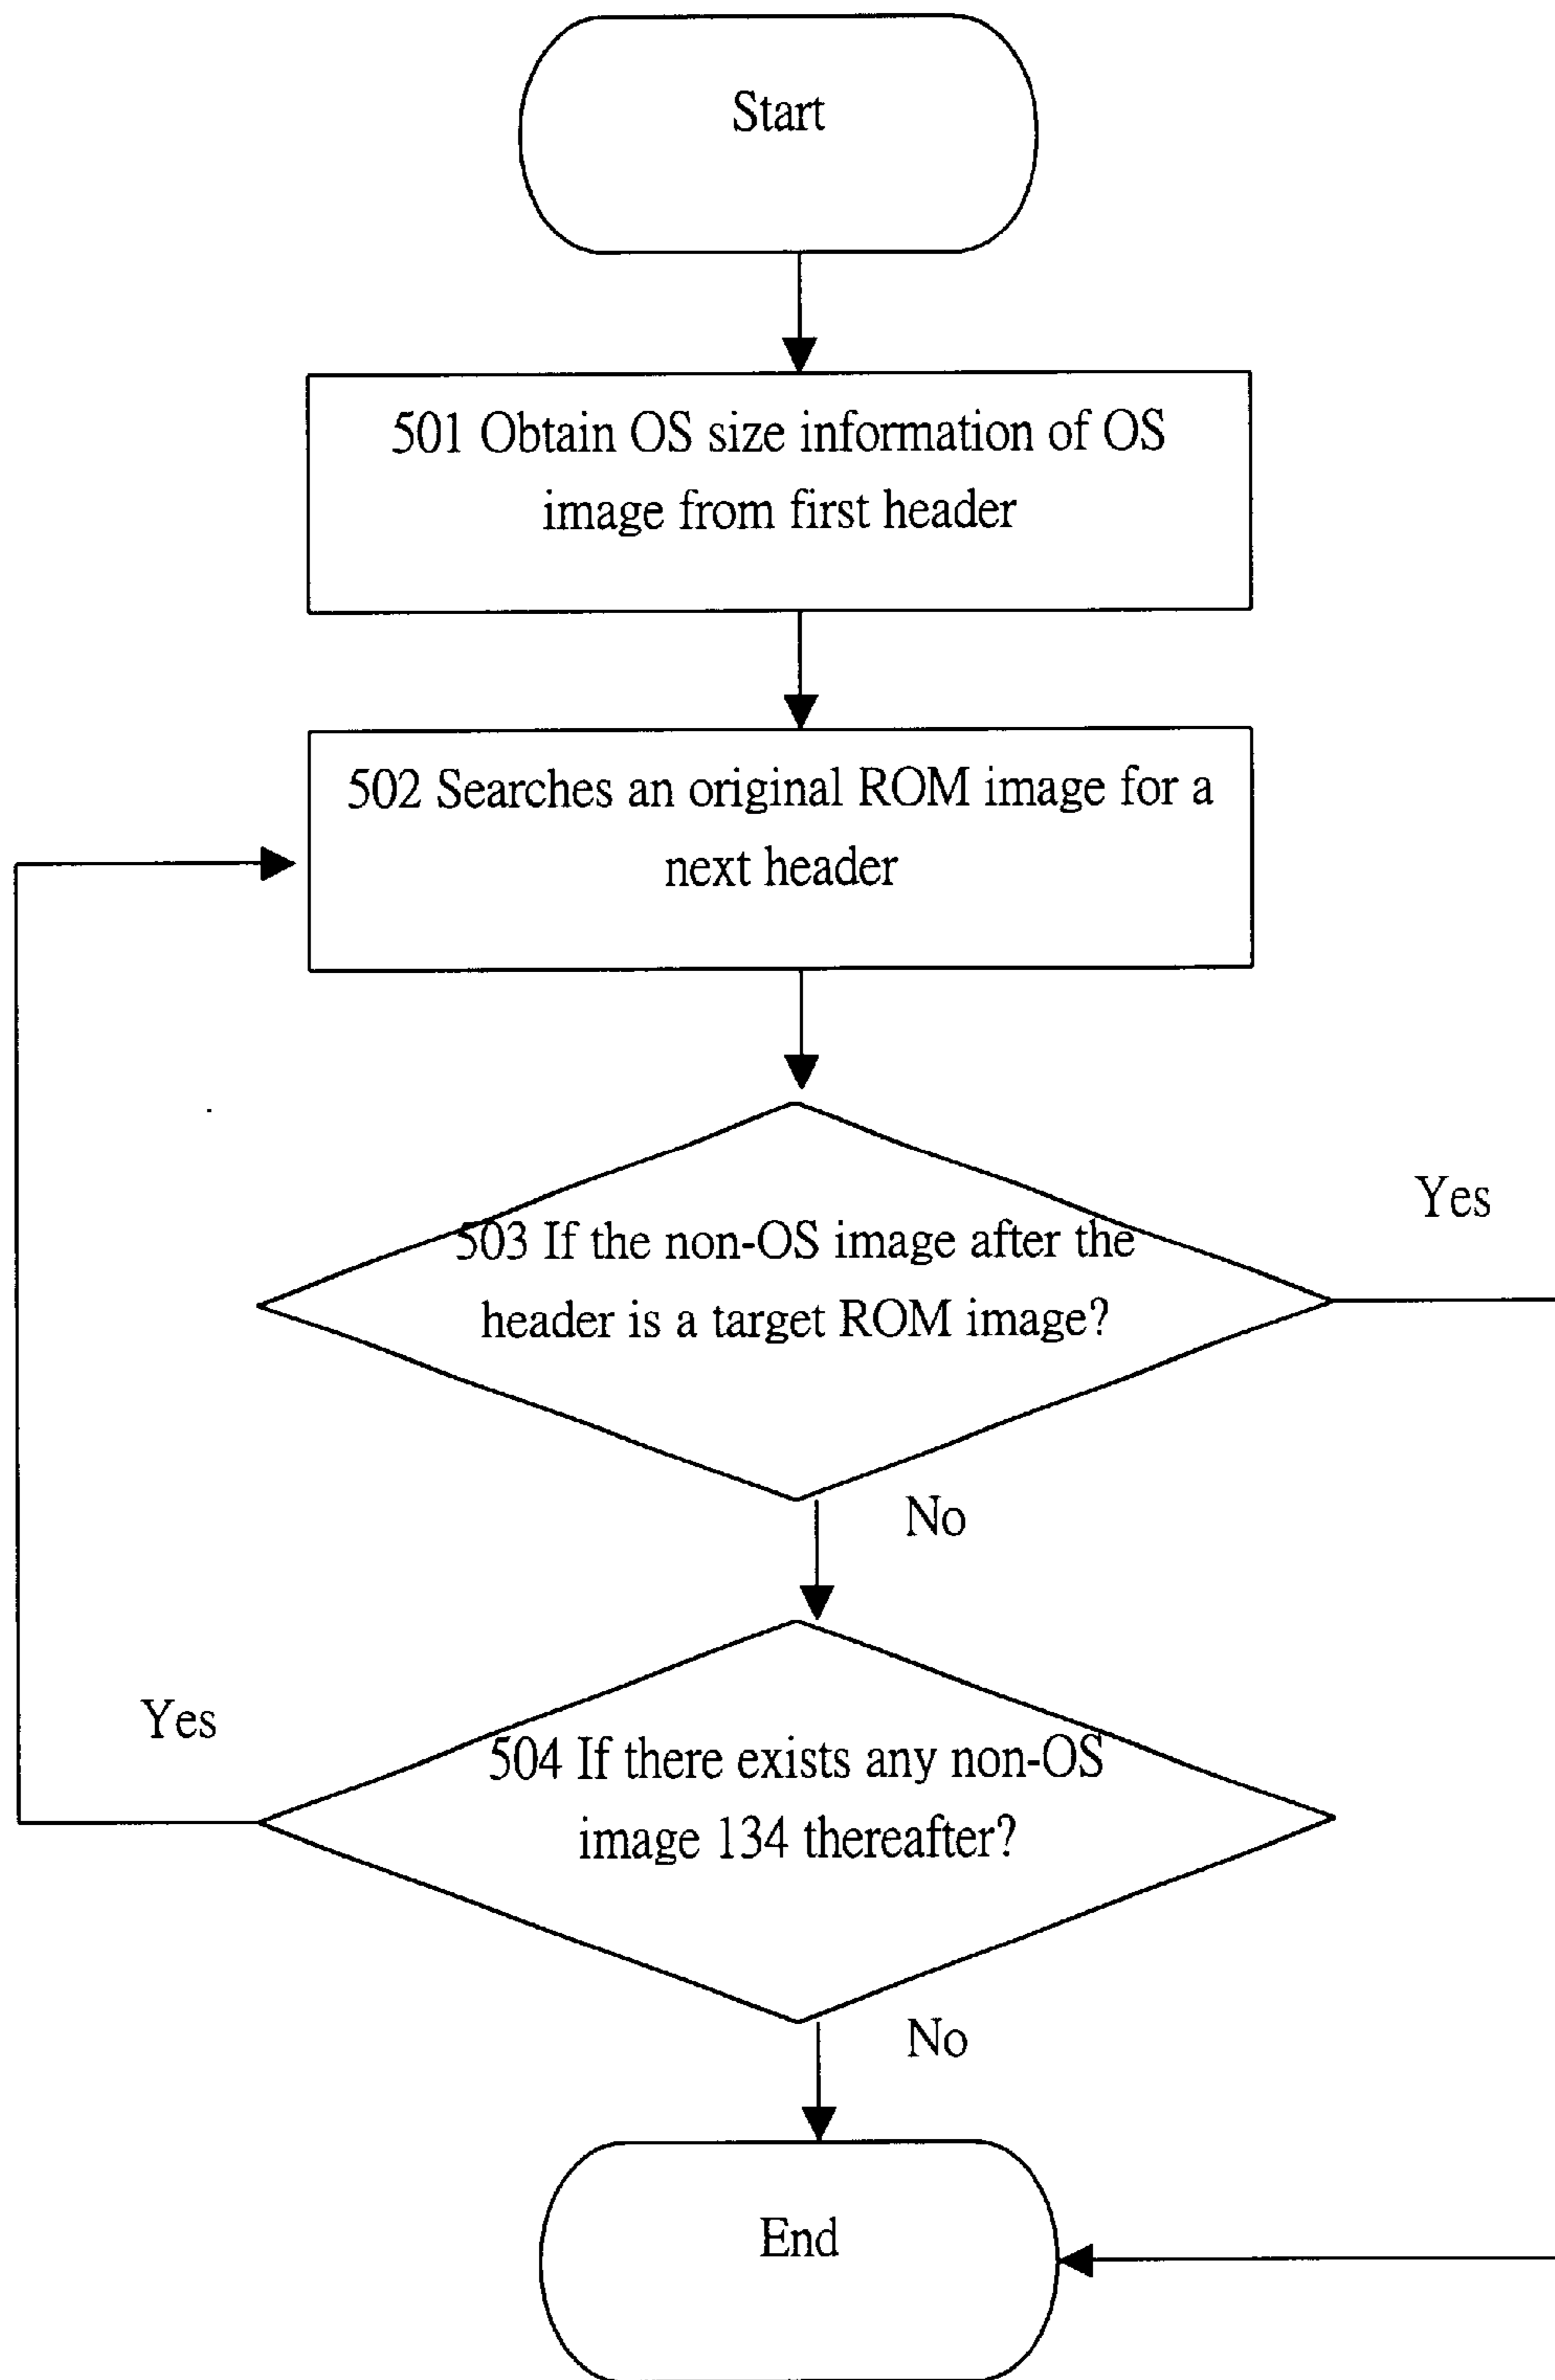 Start
501 Obtain OS size information of OS
image from first header
502 Searches an original ROM image for a
next header
Yes
503 If the non-OS image after the
header is a target ROM image?
No
Yes
504 If there exists any non-OS
image 134 thereafter?
No
End